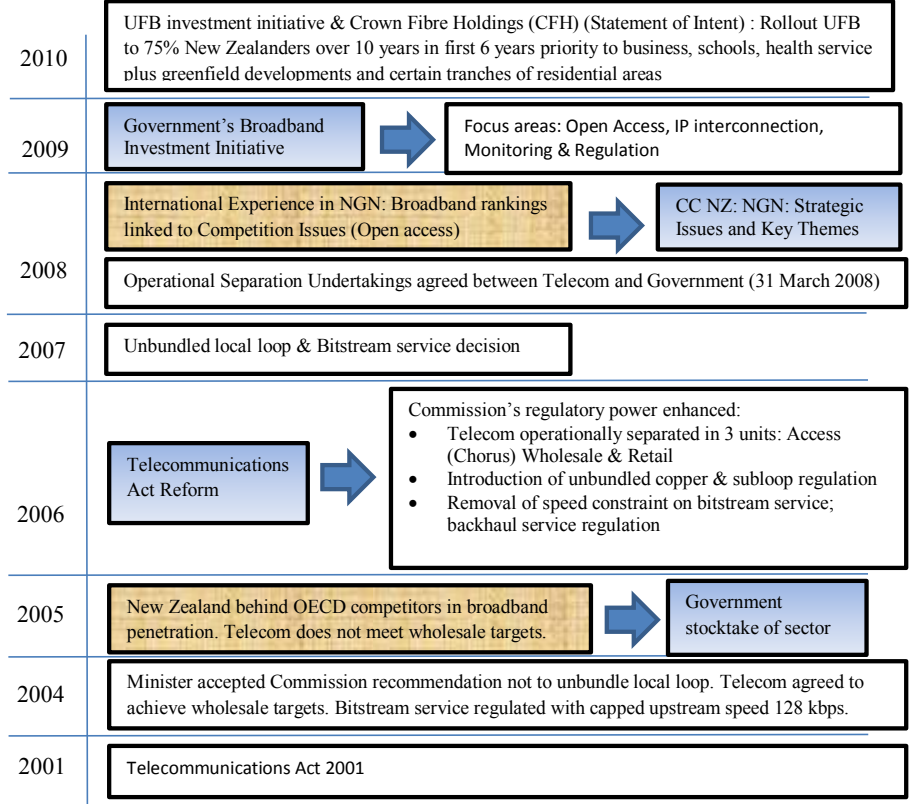 UFB investment initiative & Crown Fibre Holdings (CFH) (Statement of Intent) : Rollout UFB
to 75% New Zealanders over 10 years in first 6 years priority to business, schools, health service
plus greenfield developments and certain tranches of residential areas
2010
Government's Broadband
Investment Initiative
Focus areas: Open Access, IP interconnection,
Monitoring & Regulation
2009
International Experience in NGN: Broadband rankings
linked to Competition Issues (Open access)
CC NZ: NGN: Strategic
Issues and Key Themes
2008
Operational Separation Undertakings agreed between Telecom and Government (31 March 2008)
2007
Unbundled local loop & Bitstream service decision
Commission's regulatory power enhanced:
• Telecom operationally separated in 3 units: Access
(Chorus) Wholesale & Retail
• Introduction of unbundled copper & subloop regulation
• Removal of speed constraint on bitstream service;
backhaul service regulation
Telecommunications
Act Reform
2006
2005
New Zealand behind OECD competitors in broadband
penetration. Telecom does not meet wholesale targets.
Government
stocktake of sector
2004
Minister accepted Commission recommendation not to unbundle local loop. Telecom agreed to
achieve wholesale targets. Bitstream service regulated with capped upstream speed 128 kbps.
2001
Telecommunications Act 2001